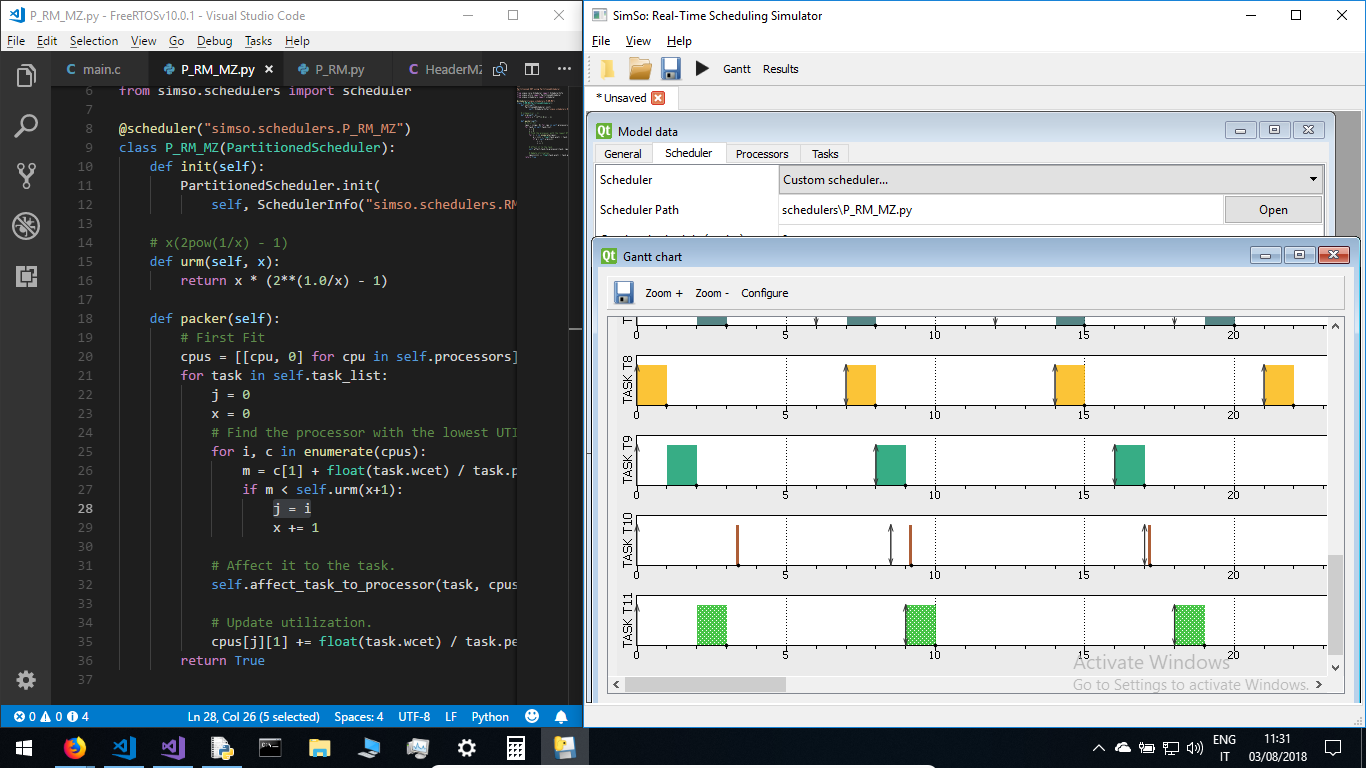 P_RM_MZ.py - FreeRTOSv10.0.1 - Visual Studio Code
File Edit Selection View Go Debug Tasks Help
main.c P_RM_MZ.py P_RM.py HeaderMZ
6 from simso.schedulers import scheduler
7
8 @scheduler("simso.schedulers.P_RM_MZ")
9 class P_RM_MZ(PartitionedScheduler):
10 def init(self):
11 PartitionedScheduler.init(
12 self, SchedulerInfo("simso.schedulers.RM
13
14 # x(2pow(1/x) - 1)
15 def urm(self, x):
16 return x * (2**(1.0/x) - 1)
17
18 def packer(self):
19 # First Fit
20 cpus = [[cpu, 0] for cpu in self.processors]
21 for task in self.task_list:
22 j = 0
23 x = 0
24 # Find the processor with the lowest UTI
25 for i, c in enumerate(cpus):
26 m = c[1] + float(task.wcet) / task.p
27 if m < self.urm(x+1):
28 j = i
29 x += 1
30
31 # Affect it to the task.
32 self.affect_task_to_processor(task, cpus
33
34 # Update utilization.
35 cpus[j][1] += float(task.wcet) / task.pe
36 return True
37
0 0 4 Ln 28, Col 26 (5 selected) Spaces: 4 UTF-8 LF Python
SimSo: Real-Time Scheduling Simulator
File View Help
Gantt Results
* Unsaved
Qt Model data
General Scheduler Processors Tasks
Scheduler Custom scheduler...
Scheduler Path schedulers\P_RM_MZ.py Open
Qt Gantt chart
Zoom + Zoom - Configure
0 5 10 15 20
TASK T8
0 5 10 15 20
TASK T9
0 5 10 15 20
TASK T10
0 5 10 15 20
TASK T11
0 5 10 15 20
Activate Windows
Go to Settings to activate Windows.
ENG 11:31
IT 03/08/2018